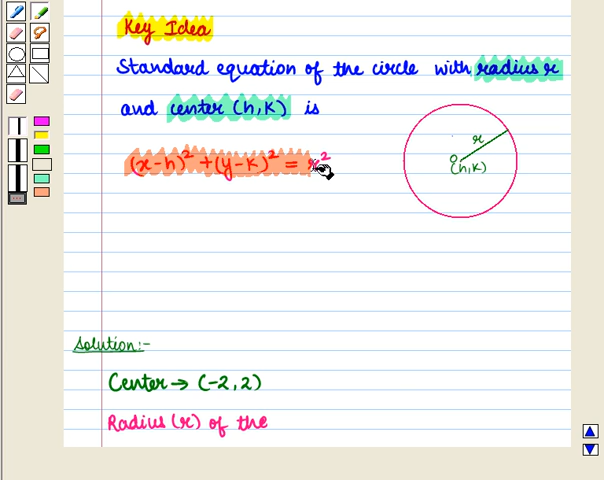 Key Idea
Standard equation of the circle with radius r
and center (h,k) is
(x-h)² + (y-k)² = r²
r
(h,k)
Solution:-
Center → (-2,2)
Radius (r) of the